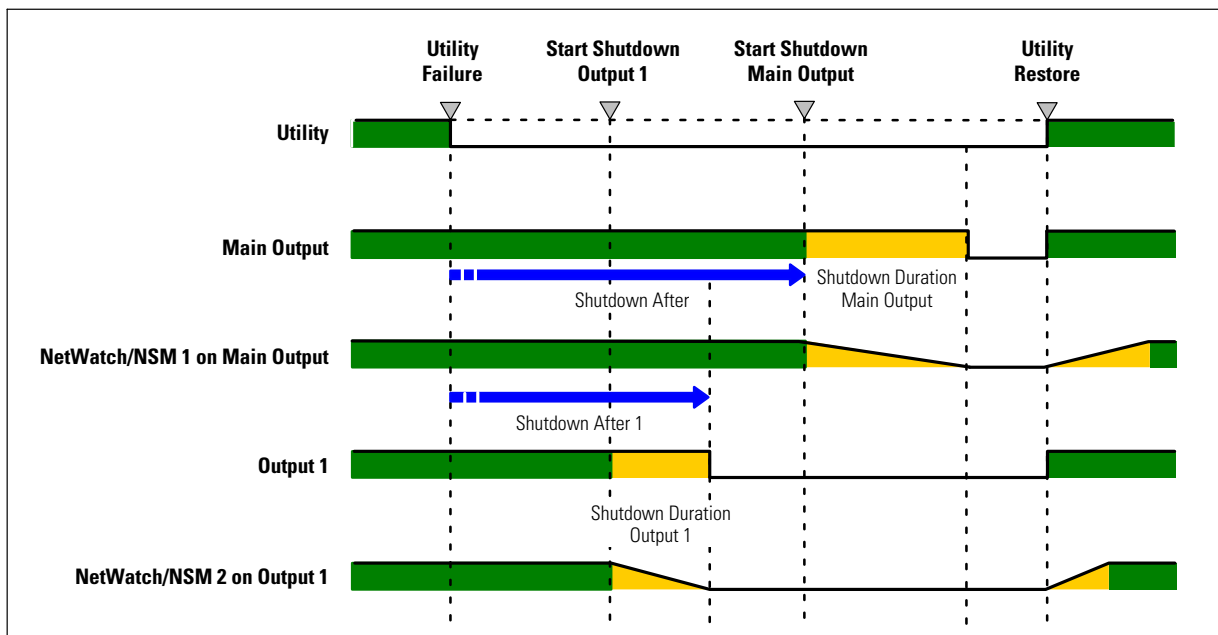 Utility
Failure
Start Shutdown
Output 1
Start Shutdown
Main Output
Utility
Restore
Utility
Main Output
Shutdown After
Shutdown Duration
Main Output
NetWatch/NSM 1 on Main Output
Shutdown After 1
Output 1
Shutdown Duration
Output 1
NetWatch/NSM 2 on Output 1